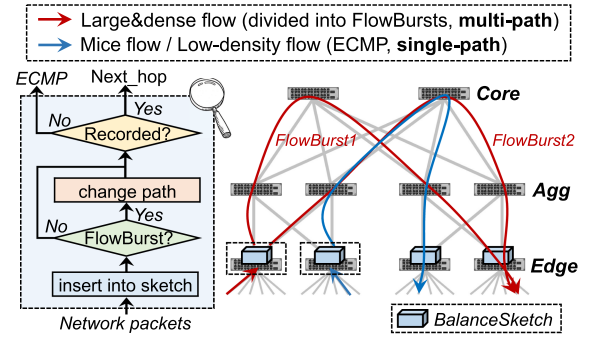 Large&dense flow (divided into FlowBursts, multi-path)
Mice flow / Low-density flow (ECMP, single-path)
ECMP
Next_hop
No
Yes
Recorded?
change path
No
Yes
FlowBurst?
insert into sketch
Network packets
Core
FlowBurst1
FlowBurst2
Agg
Edge
BalanceSketch